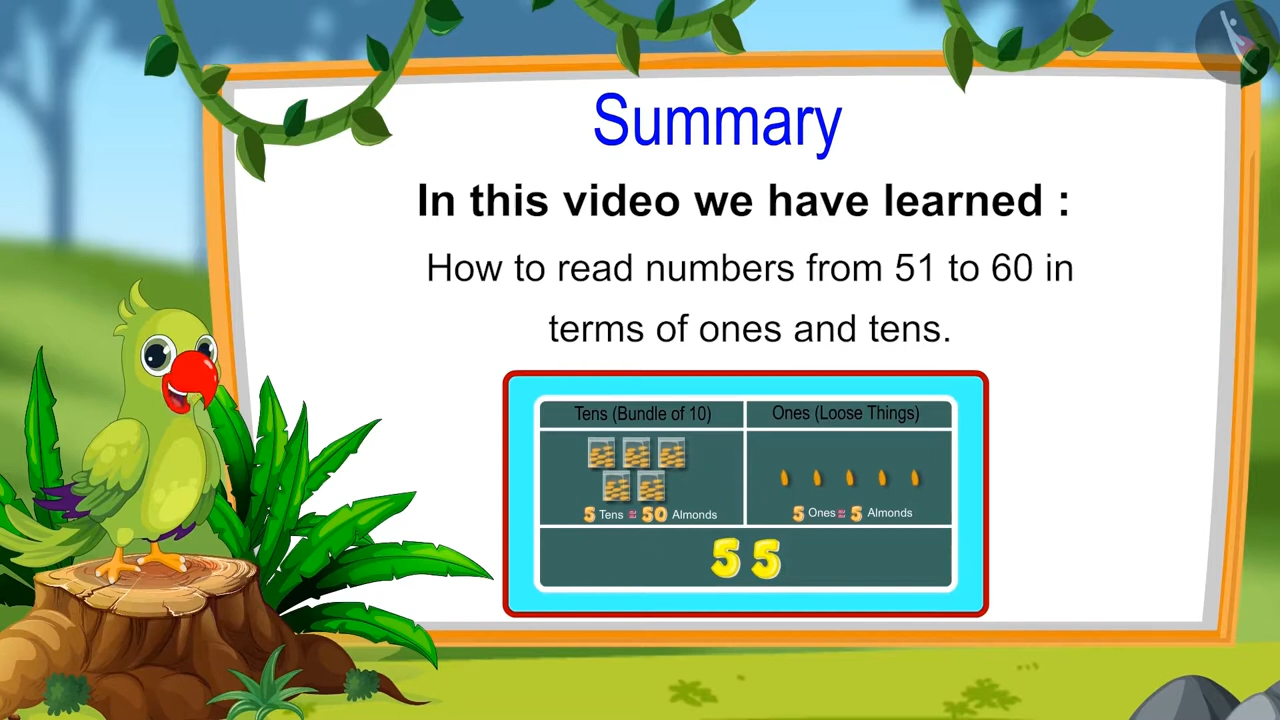 Summary
In this video we have learned :
How to read numbers from 51 to 60 in
terms of ones and tens.
Tens (Bundle of 10)
Ones (Loose Things)
5 Tens = 50 Almonds
5 Ones = 5 Almonds
55